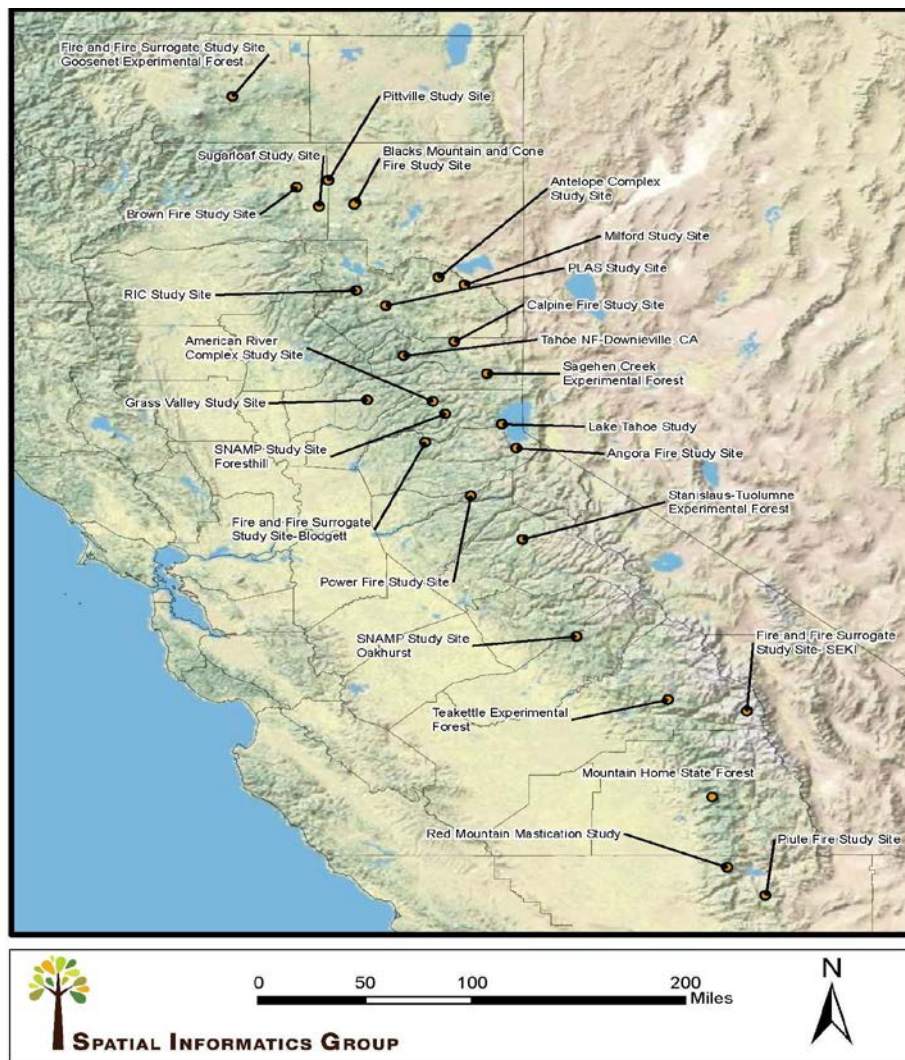 Fire and Fire Surrogate Study Site
Goosenet Experimental Forest
Pittville Study Site
Sugarloaf Study Site
Blacks Mountain and Cone
Fire Study Site
Brown Fire Study Site
Antelope Complex
Study Site
Milford Study Site
PLAS Study Site
RIC Study Site
Calpine Fire Study Site
American River
Complex Study Site
Tahoe NF-Downieville, CA
Sagehen Creek
Experimental Forest
Grass Valley Study Site
Lake Tahoe Study
SNAMP Study Site
Foresthill
Angora Fire Study Site
Stanislaus-Tuolumne
Experimental Forest
Fire and Fire Surrogate
Study Site-Blodgett
Power Fire Study Site
SNAMP Study Site
Oakhurst
Fire and Fire Surrogate
Study Site- SEKI
Teakettle Experimental
Forest
Mountain Home State Forest
Red Mountain Mastication Study
Piule Fire Study Site
0 50 100 200
Miles
N
SPATIAL INFORMATICS GROUP